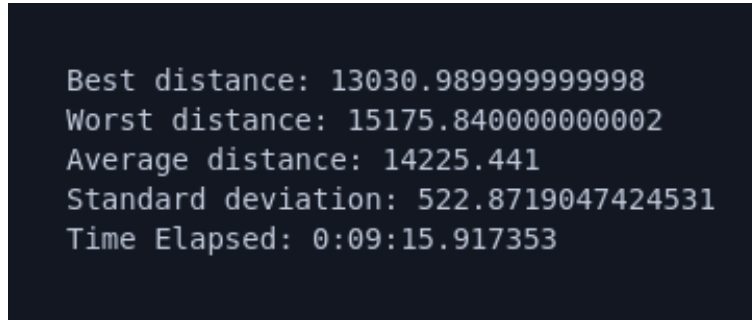 Best distance: 13030.989999999998
Worst distance: 15175.840000000002
Average distance: 14225.441
Standard deviation: 522.8719047424531
Time Elapsed: 0:09:15.917353